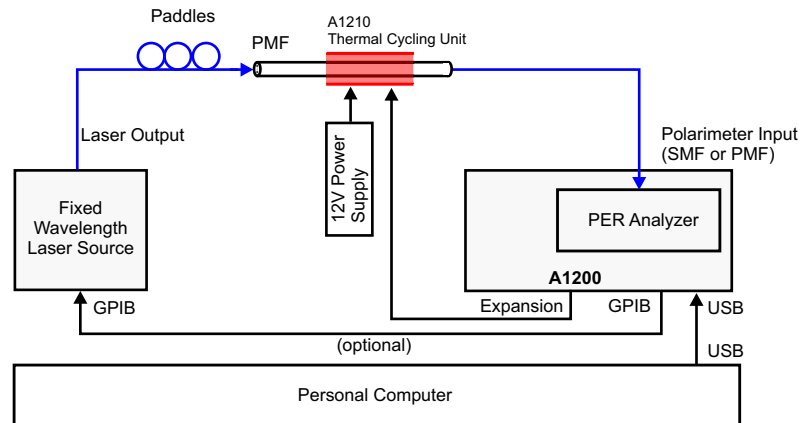 Paddles
A1210
Thermal Cycling Unit
PMF
Laser Output
12V Power
Supply
Polarimeter Input
(SMF or PMF)
Fixed
Wavelength
Laser Source
PER Analyzer
A1200
GPIB
Expansion
GPIB
USB
(optional)
USB
Personal Computer